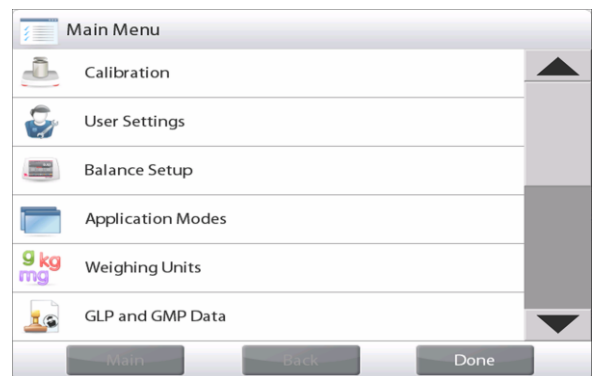 Main Menu
Calibration
User Settings
Balance Setup
Application Modes
g kg
mg
Weighing Units
GLP and GMP Data
Main
Back
Done